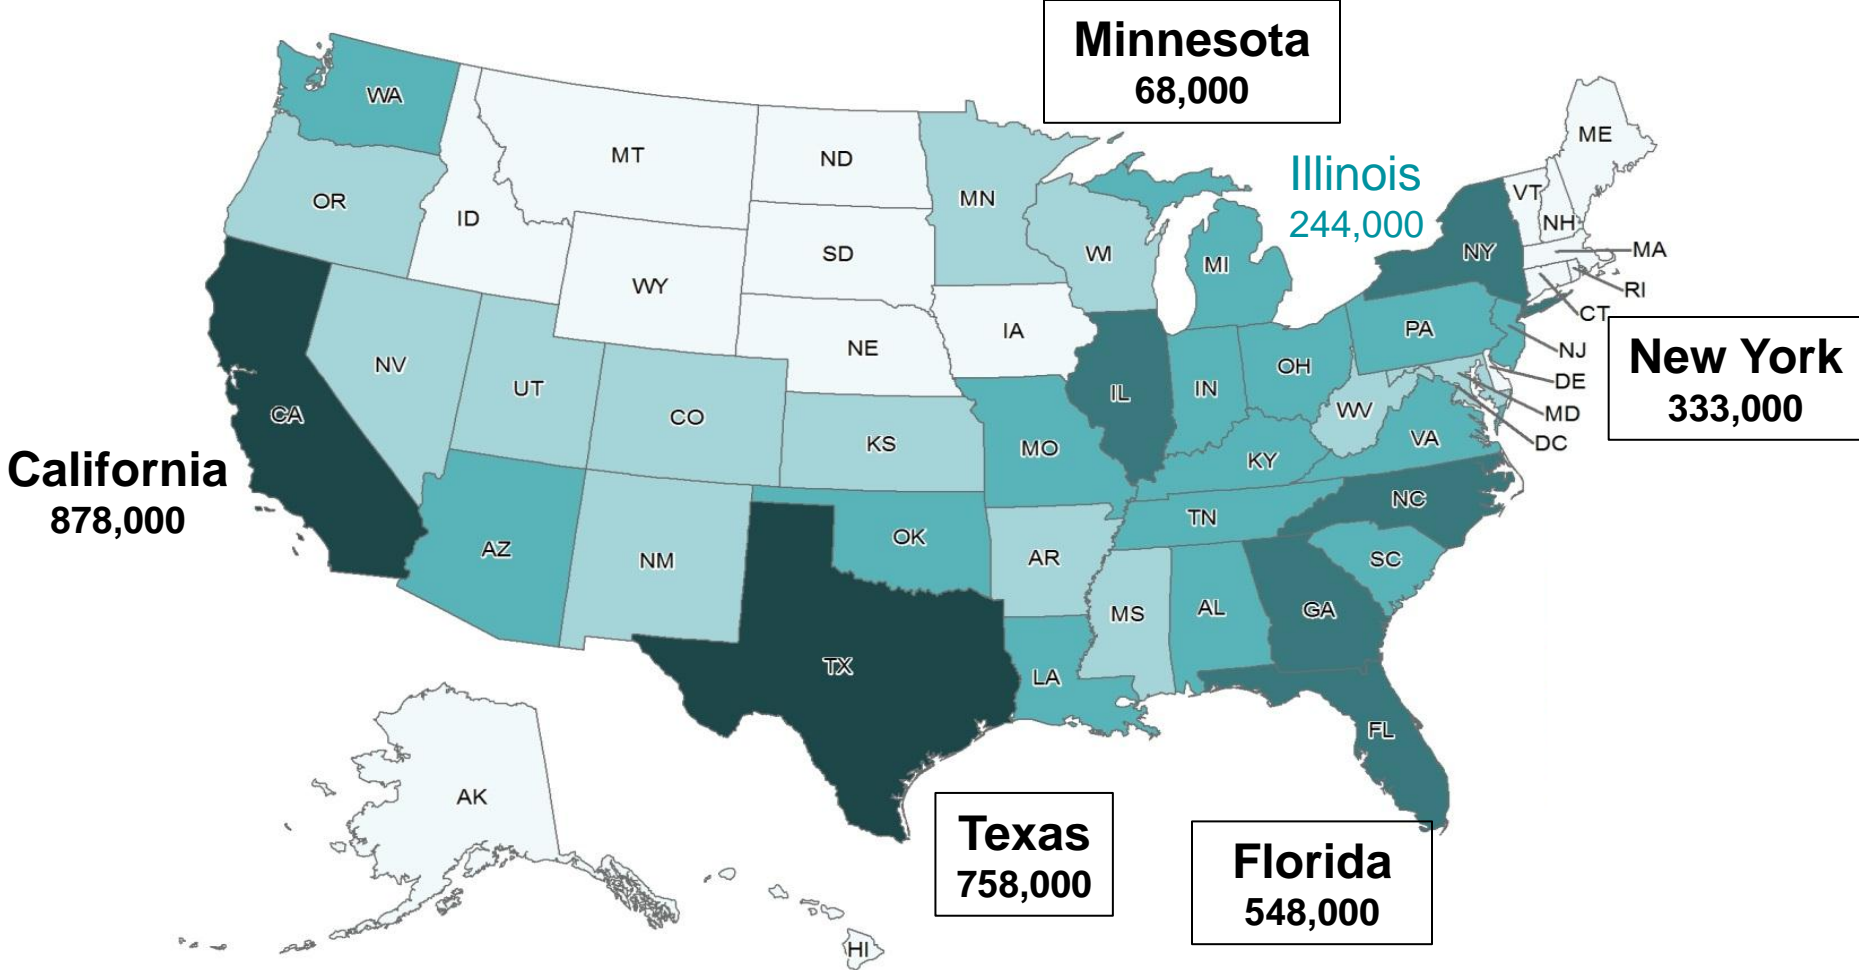 Minnesota
68,000
WA
ME
MT
ND
Illinois
244,000
VT
OR
MN
ID
NH
NY
MA
SD
WI
MI
WY
RI
CT
IA
PA
NE
NJ
New York
333,000
NV
OH
UT
IN
DE
IL
CO
WV
MD
CA
KS
MO
VA
DC
KY
California
878,000
NC
TN
AZ
OK
NM
AR
SC
MS
AL
GA
TX
LA
FL
AK
Texas
758,000
Florida
548,000
HI